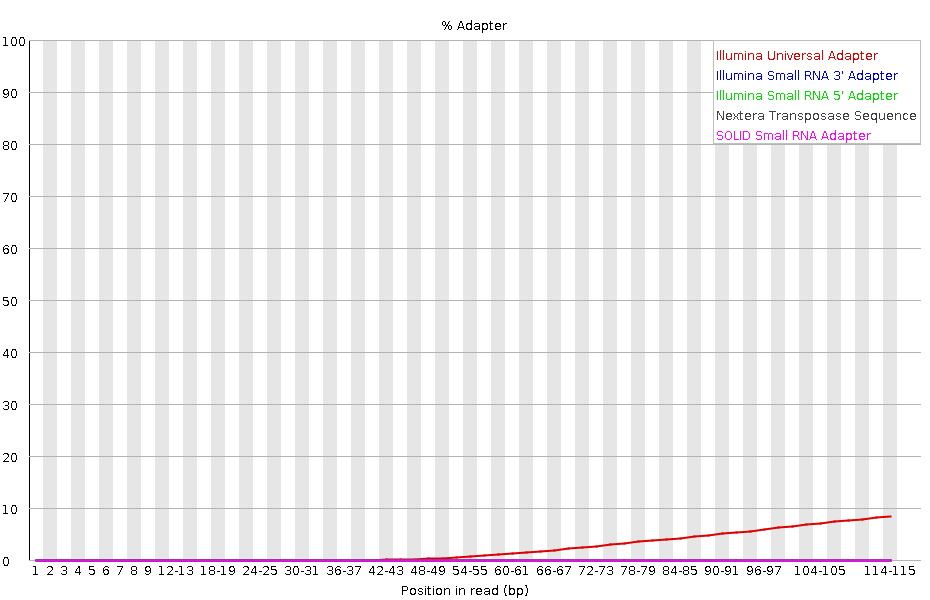 % Adapter
100
90
80
70
60
50
40
30
20
10
0
Illumina Universal Adapter
Illumina Small RNA 3' Adapter
Illumina Small RNA 5' Adapter
Nextera Transposase Sequence
SOLID Small RNA Adapter
1 2 3 4 5 6 7 8 9 12-13 18-19 24-25 30-31 36-37 42-43 48-49 54-55 60-61 66-67 72-73 78-79 84-85 90-91 96-97 104-105 114-115
Position in read (bp)